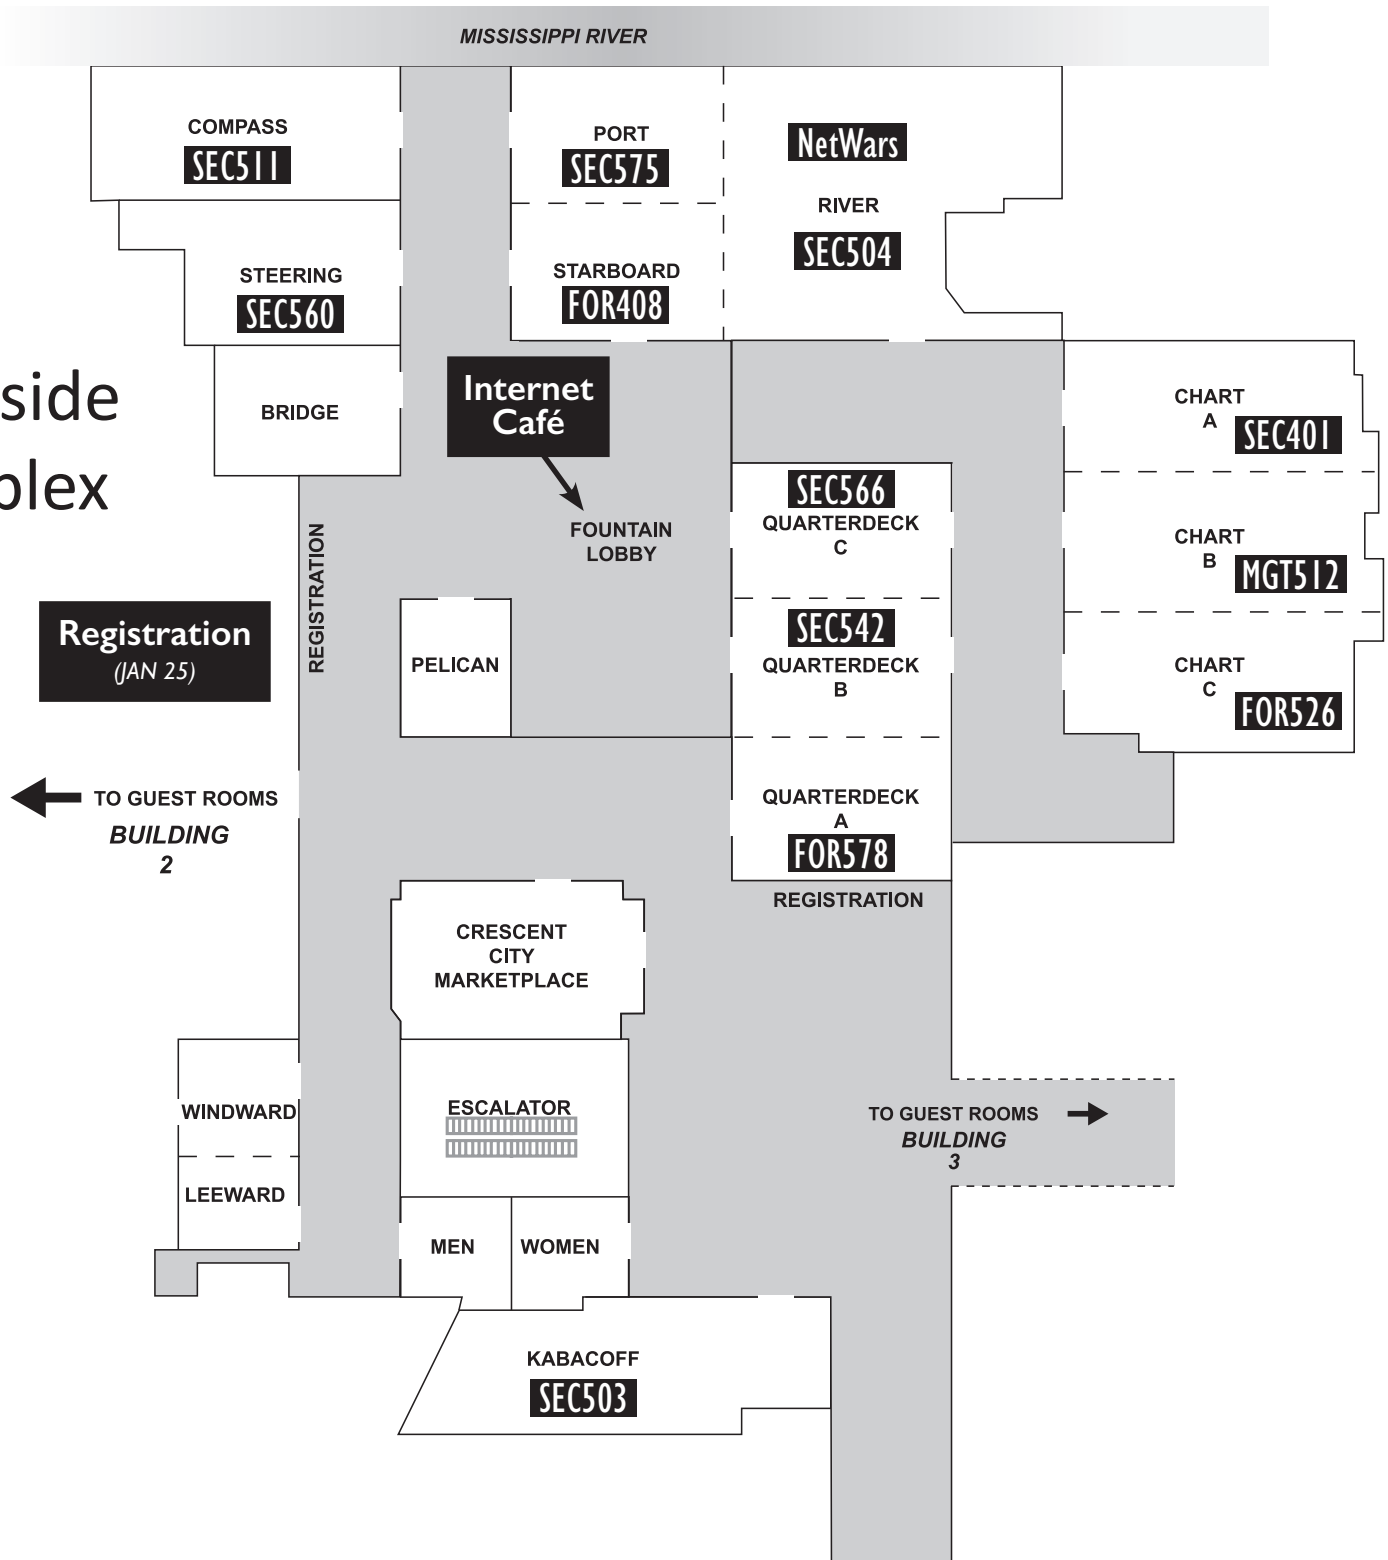 MISSISSIPPI RIVER
COMPASS
SEC511
PORT
SEC575
NetWars
RIVER
SEC504
STEERING
SEC560
STARBOARD
FOR408
side
plex
BRIDGE
Internet
Café
FOUNTAIN
LOBBY
CHART
A
SEC401
SEC566
QUARTERDECK
C
CHART
B
MGT512
REGISTRATION
Registration
(JAN 25)
PELICAN
SEC542
QUARTERDECK
B
CHART
C
FOR526
TO GUEST ROOMS
BUILDING
2
QUARTERDECK
A
FOR578
REGISTRATION
CRESCENT
CITY
MARKETPLACE
WINDWARD
ESCALATOR
TO GUEST ROOMS
BUILDING
3
LEEWARD
MEN
WOMEN
KABACOFF
SEC503